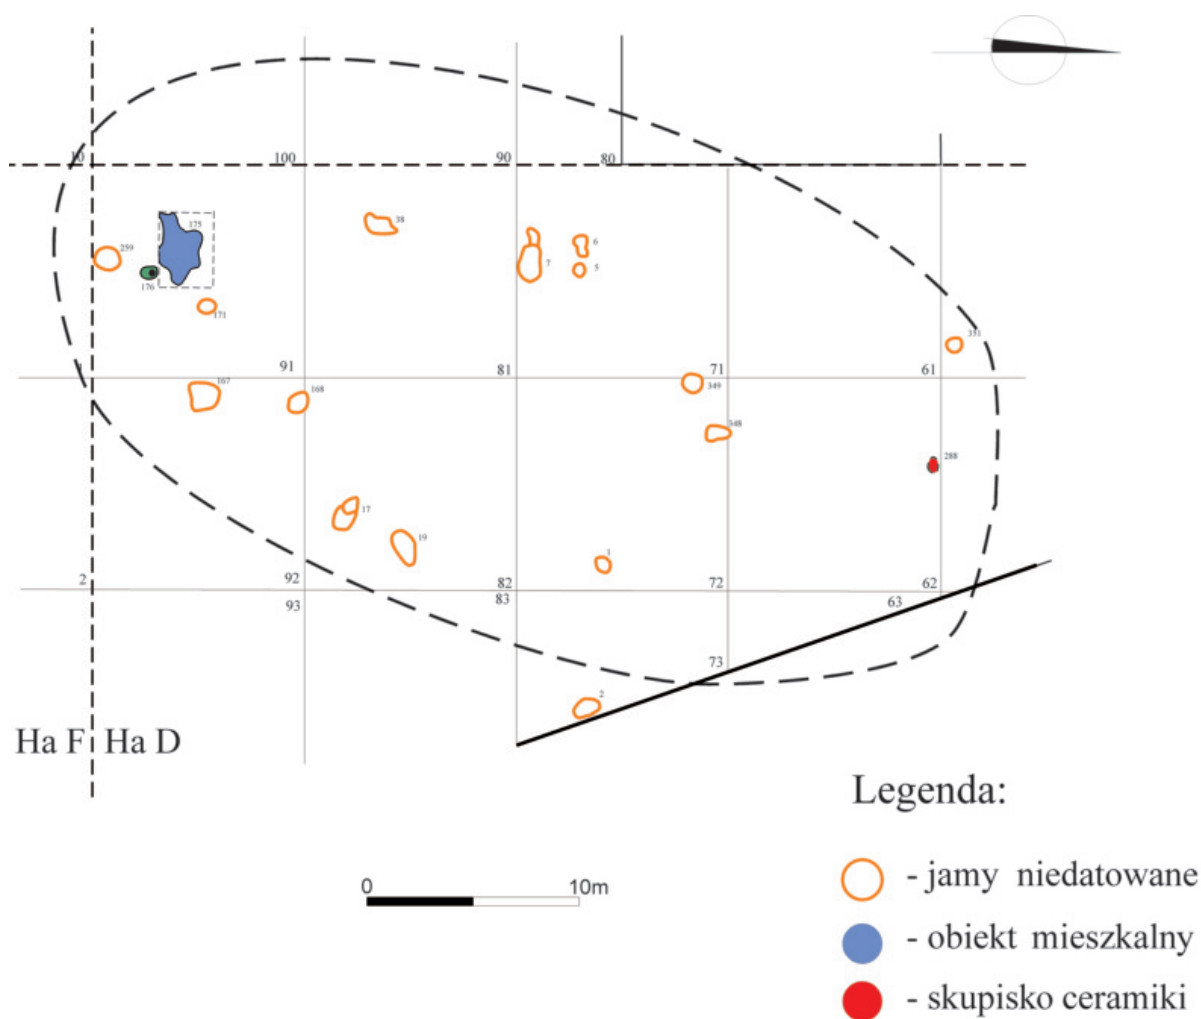 10 100 90 80
175
38
259
6
7 5
176
171
351
1 91 81 71 61
167 168 349
348
288
17
19
1
2 92 82 72 62
93 83 63
73
2
Ha F Ha D
Legenda:
0 10m
- jamy niedatowane
- obiekt mieszkalny
- skupisko ceramiki